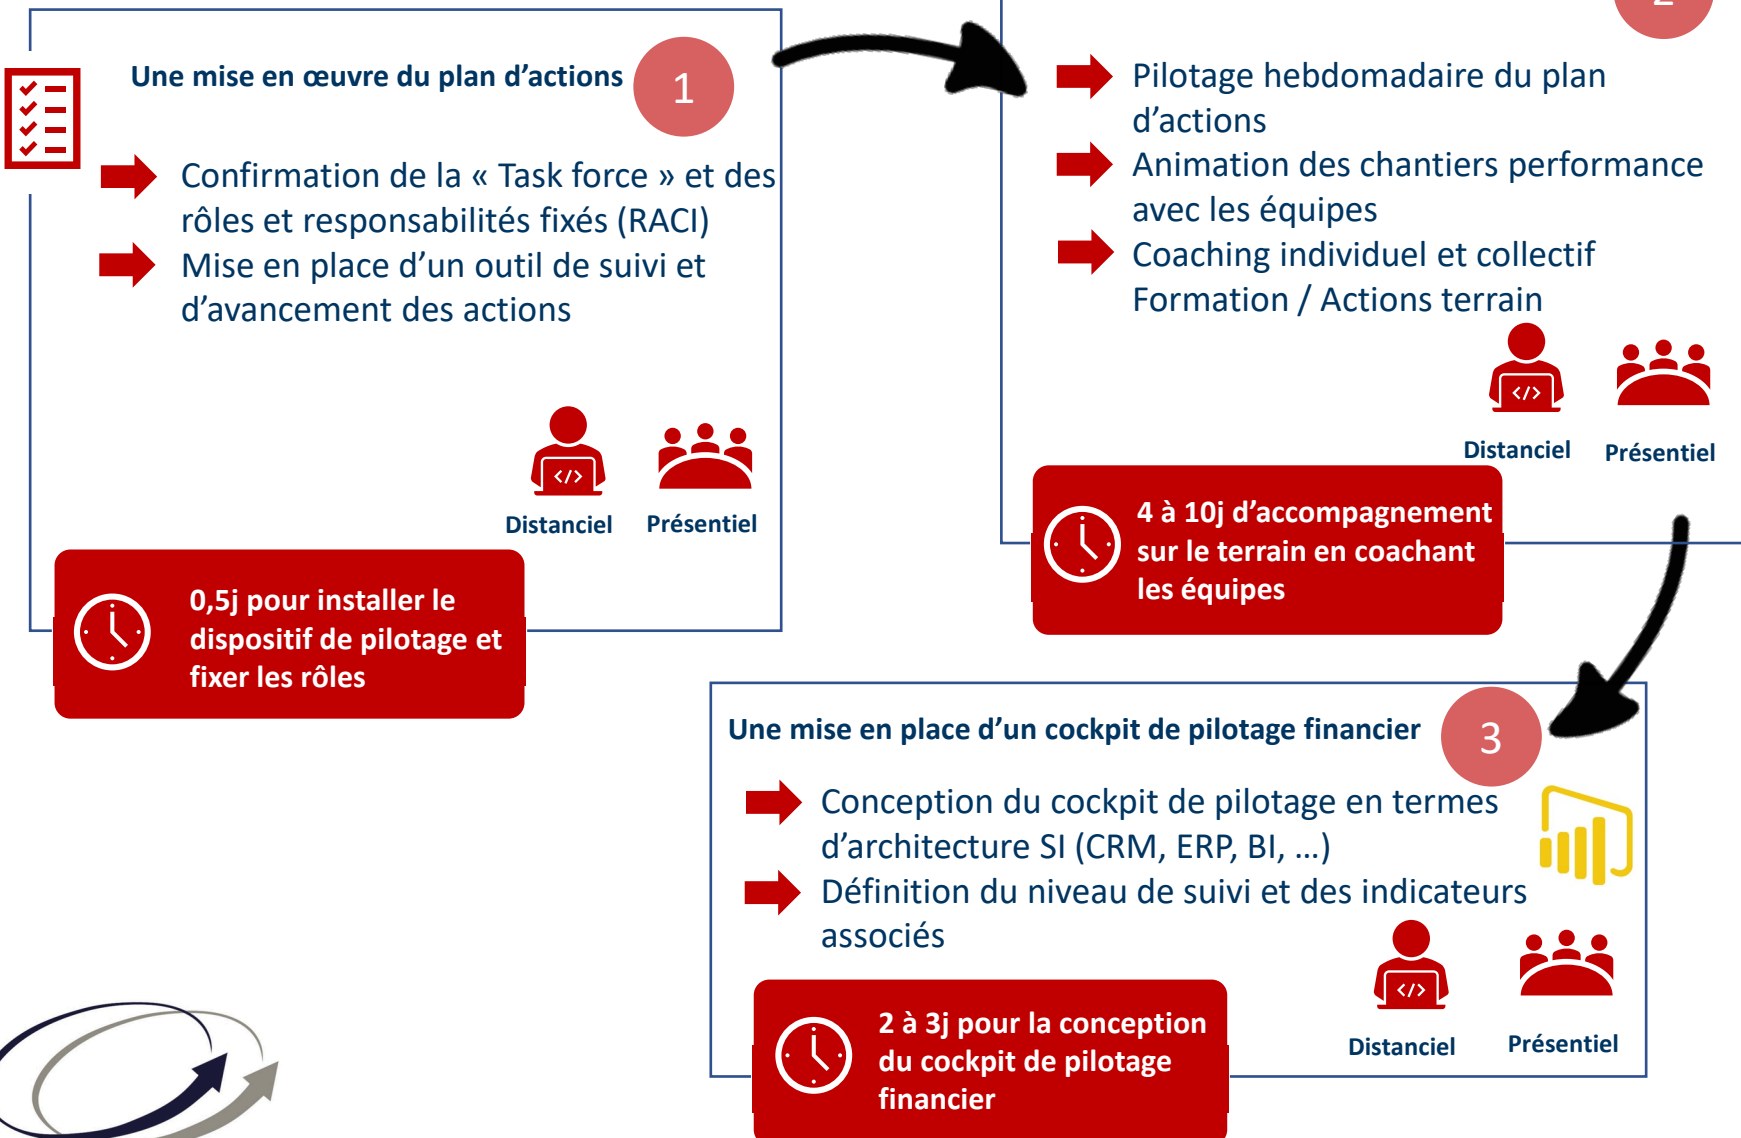 Une mise en œuvre du plan d’actions
1
Confirmation de la « Task force » et des
rôles et responsabilités fixés (RACI)
Mise en place d’un outil de suivi et
d’avancement des actions
Distanciel
Présentiel
0,5j pour installer le
dispositif de pilotage et
fixer les rôles
2
Pilotage hebdomadaire du plan
d’actions
Animation des chantiers performance
avec les équipes
Coaching individuel et collectif
Formation / Actions terrain
</>
Distanciel
Présentiel
4 à 10j d’accompagnement
sur le terrain en coachant
les équipes
Une mise en place d’un cockpit de pilotage financier
3
Conception du cockpit de pilotage en termes
d’architecture SI (CRM, ERP, BI, …)
Définition du niveau de suivi et des indicateurs
associés
Distanciel
Présentiel
2 à 3j pour la conception
du cockpit de pilotage
financier